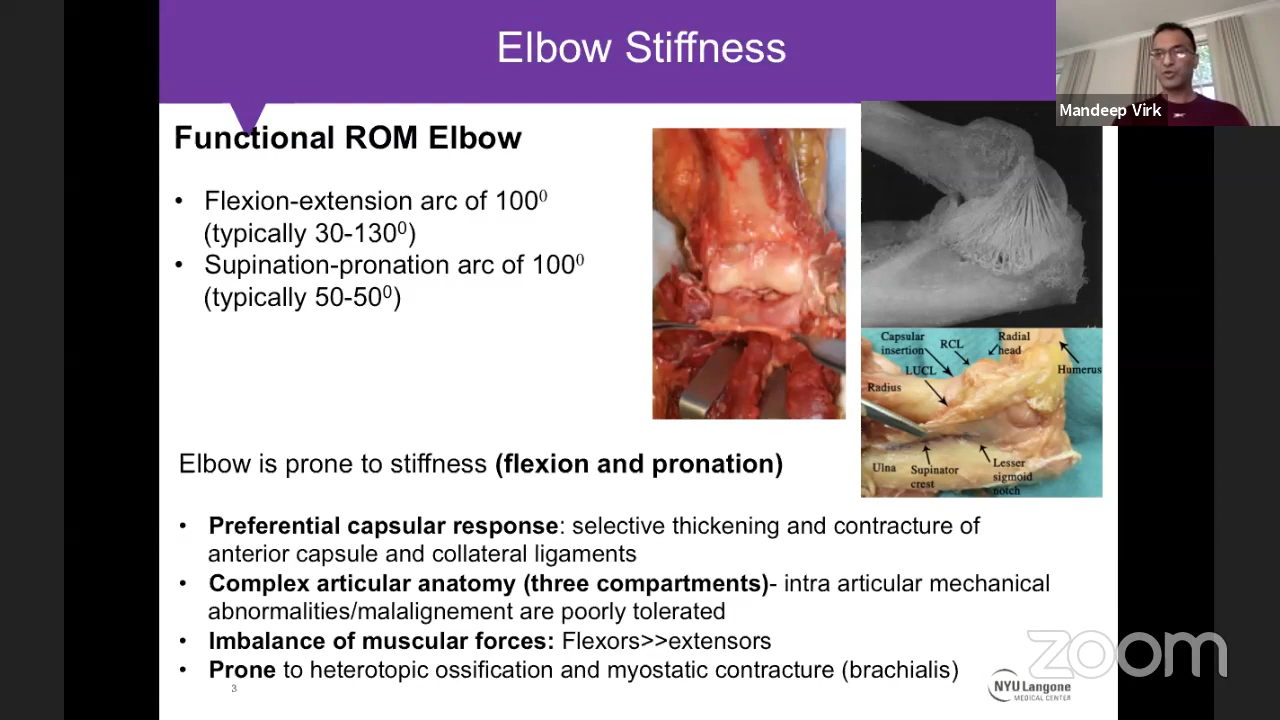 Elbow Stiffness
Mandeep Virk
Functional ROM Elbow
• Flexion-extension arc of 100⁰
(typically 30-130⁰)
• Supination-pronation arc of 100⁰
(typically 50-50⁰)
Capsular
insertion
RCL
Radial
head
LUCL
Humerus
Radius
Ulna
Supinator
crest
Lesser
sigmoid
notch
Elbow is prone to stiffness (flexion and pronation)
• Preferential capsular response: selective thickening and contracture of
anterior capsule and collateral ligaments
• Complex articular anatomy (three compartments)- intra articular mechanical
abnormalities/malalignement are poorly tolerated
• Imbalance of muscular forces: Flexors>>extensors
• Prone to heterotopic ossification and myostatic contracture (brachialis)
3
zoom
NYU Langone
MEDICAL CENTER